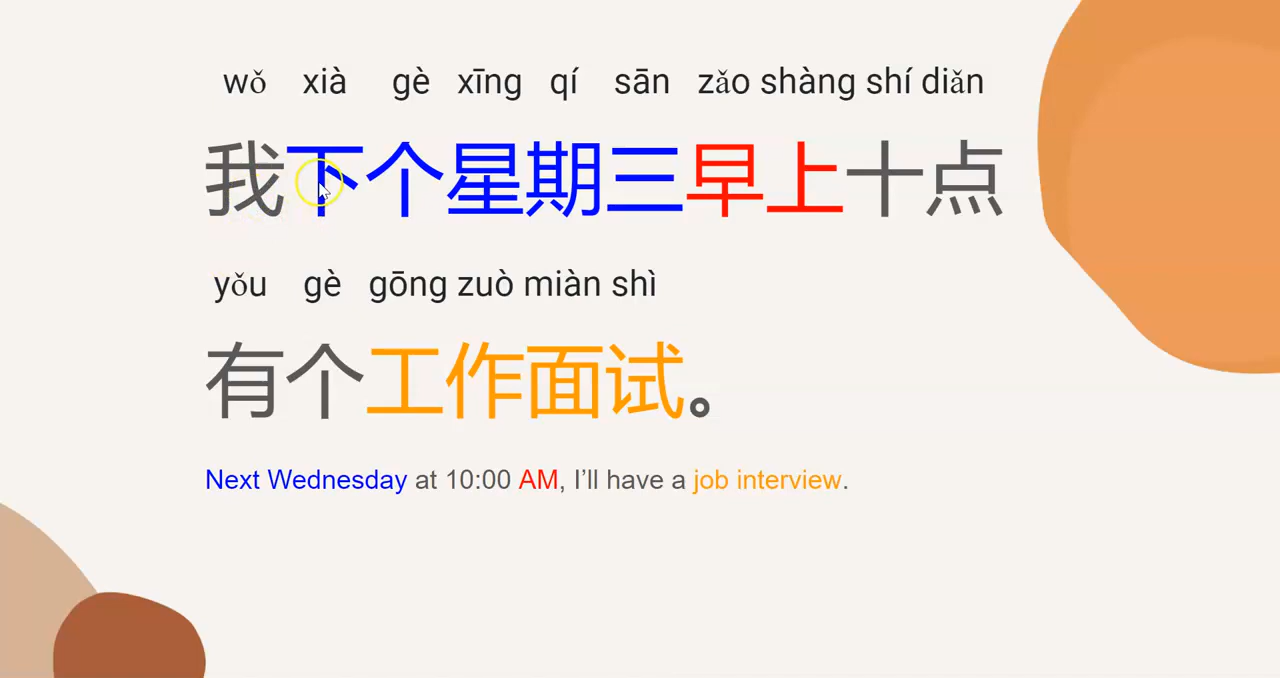 wǒ xià gè xīng qí sān zǎo shàng shí diǎn
我下个星期三早上十点
yǒu gè gōng zuò miàn shì
有个工作面试。
Next Wednesday at 10:00 AM, I’ll have a job interview.